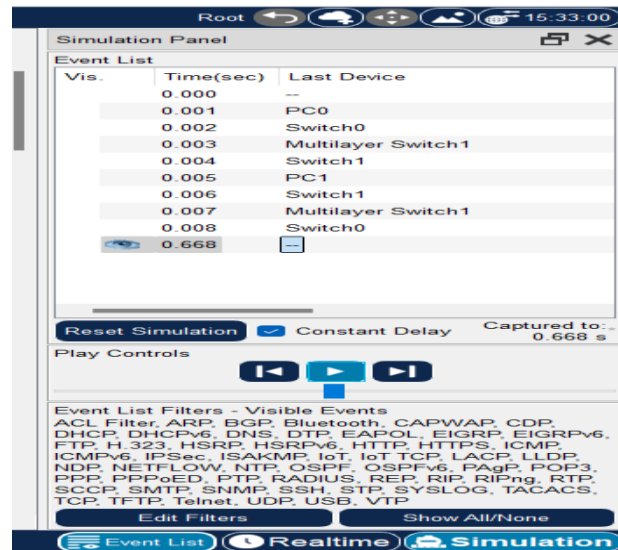 Root 15:33:00
Simulation Panel
Event List
Vis. Time(sec) Last Device
0.000 --
0.001 PC0
0.002 Switch0
0.003 Multilayer Switch1
0.004 Switch1
0.005 PC1
0.006 Switch1
0.007 Multilayer Switch1
0.008 Switch0
0.668 --
Reset Simulation Constant Delay Captured to:
0.668 s
Play Controls
Event List Filters - Visible Events
ACL Filter, ARP, BGP, Bluetooth, CAPWAP, CDP,
DHCP, DHCPv6, DNS, DTP, EAPOL, EIGRP, EIGRPv6,
FTP, H.323, HSRP, HSRPv6, HTTP, HTTPS, ICMP,
ICMPv6, IPSec, ISAKMP, IoT, IoT TCP, LACP, LLDP,
NDP, NETFLOW, NTP, OSPF, OSPFv6, PAgP, POP3,
PPP, PPPoED, PTP, RADIUS, REP, RIP, RIPng, RTP,
SCCP, SMTP, SNMP, SSH, STP, SYSLOG, TACACS,
TCP, TFTP, Telnet, UDP, USB, VTP
Edit Filters Show All/None
Event List Realtime Simulation